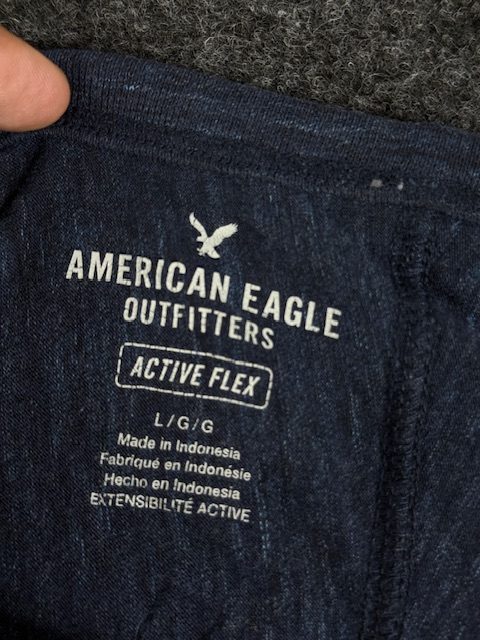 AMERICAN EAGLE
OUTFITTERS
ACTIVE FLEX
L/G/G
Made in Indonesia
Fabriqué en Indonésie
Hecho en Indonesia
EXTENSIBILITÉ ACTIVE